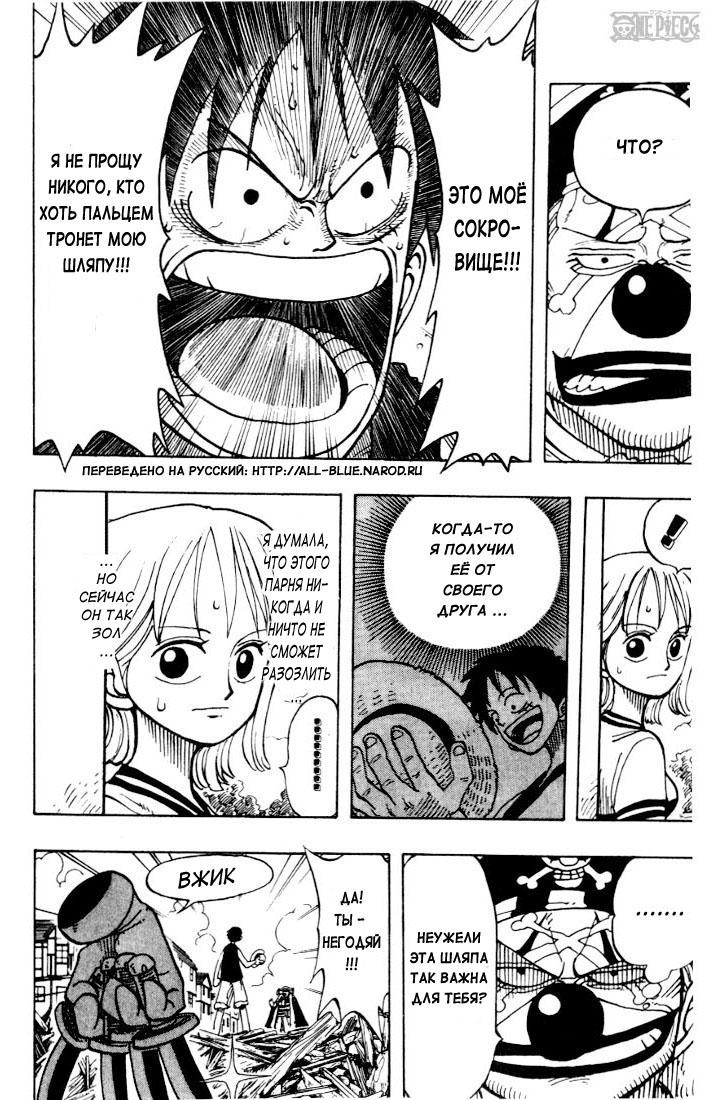 ONE PIECE
ЧТО?
ЭТО МОЁ
СОКРО-
ВИЩЕ!!!
Я НЕ ПРОЩУ
НИКОГО, КТО
ХОТЬ ПАЛЬЦЕМ
ТРОНЕТ МОЮ
ШЛЯПУ!!!
ПЕРЕВЕДЕНО НА РУССКИЙ: HTTP://ALL-BLUE.NAROD.RU
!
КОГДА-ТО
Я ПОЛУЧИЛ
ЕЁ ОТ
СВОЕГО
ДРУГА ...
Я ДУМАЛА,
ЧТО ЭТОГО
ПАРНЯ НИ-
КОГДА И
НИЧТО НЕ
СМОЖЕТ
РАЗОЗЛИТЬ
...
НО
СЕЙЧАС
ОН ТАК
ЗОЛ
...
........
НЕУЖЕЛИ
ЭТА ШЛЯПА
ТАК ВАЖНА
ДЛЯ ТЕБЯ?
ДА!
ТЫ -
НЕГОДЯЙ
!!!
ВЖИК